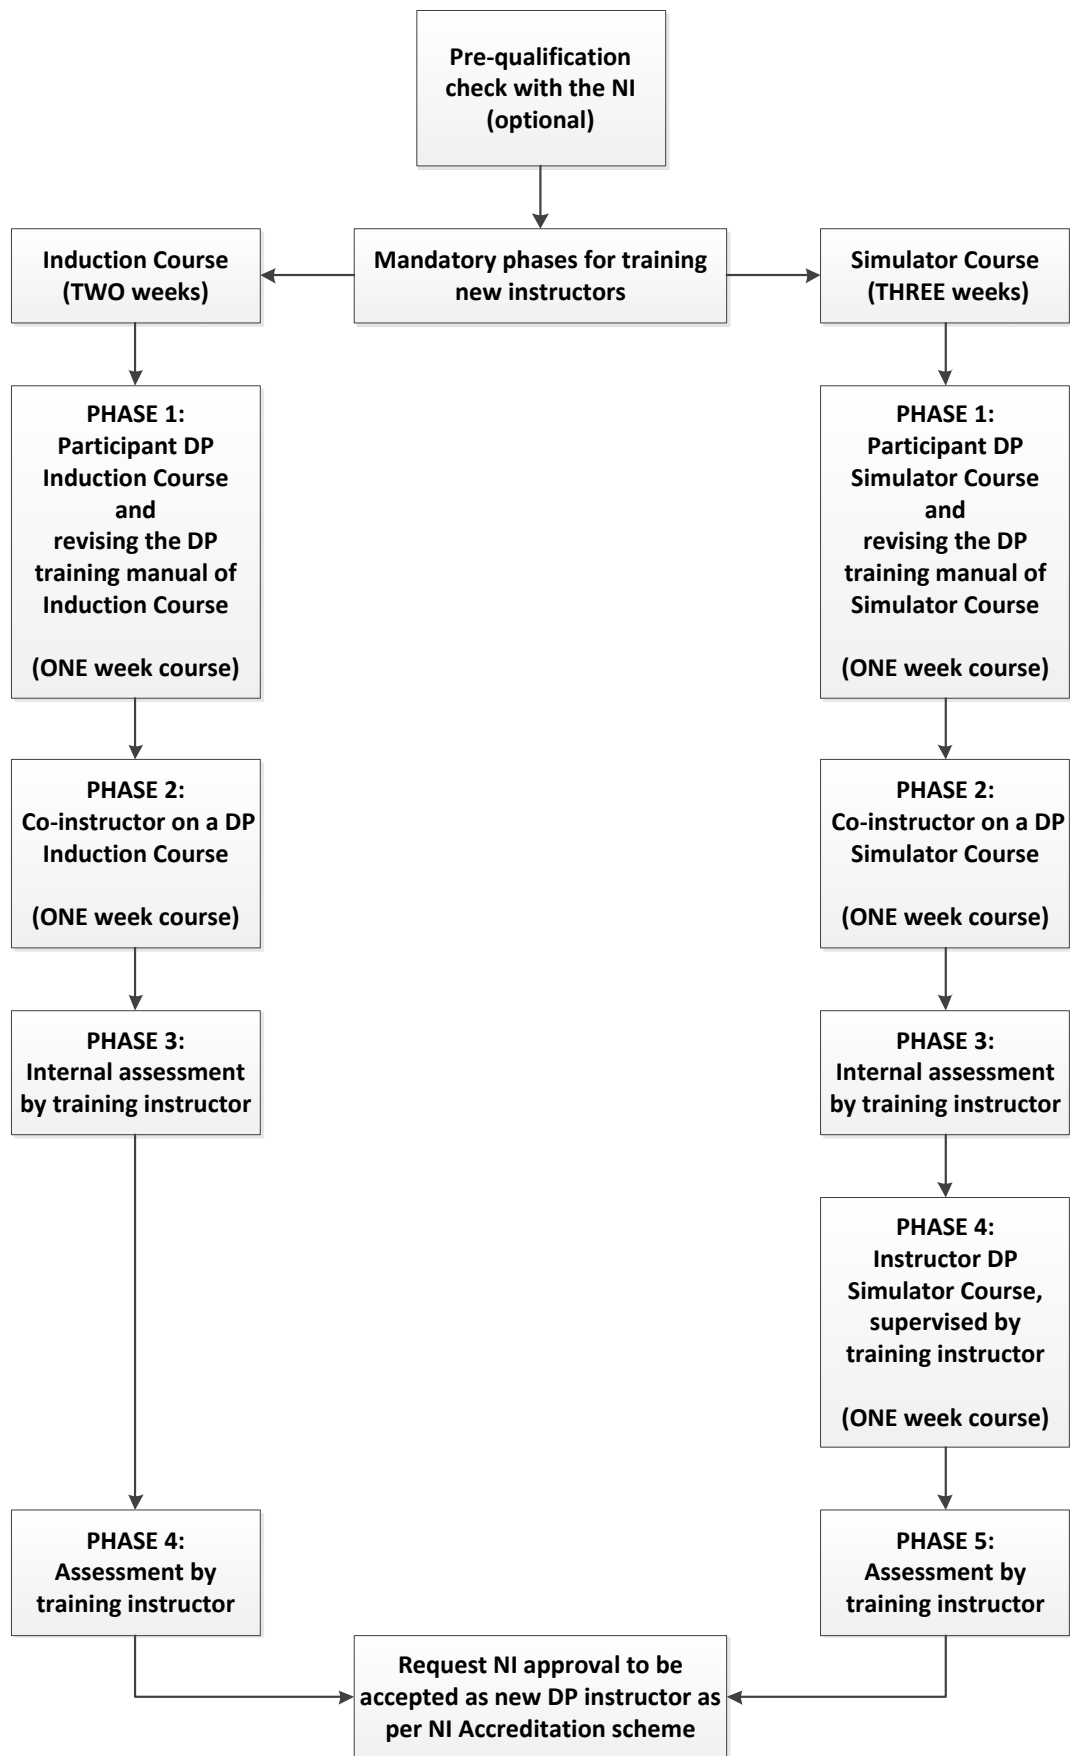 Pre-qualification
check with the NI
(optional)
Induction Course
(TWO weeks)
Mandatory phases for training
new instructors
Simulator Course
(THREE weeks)
PHASE 1:
Participant DP
Induction Course
and
revising the DP
training manual of
Induction Course
(ONE week course)
PHASE 1:
Participant DP
Simulator Course
and
revising the DP
training manual of
Simulator Course
(ONE week course)
PHASE 2:
Co-instructor on a DP
Induction Course
(ONE week course)
PHASE 2:
Co-instructor on a DP
Simulator Course
(ONE week course)
PHASE 3:
Internal assessment
by training instructor
PHASE 3:
Internal assessment
by training instructor
PHASE 4:
Instructor DP
Simulator Course,
supervised by
training instructor
(ONE week course)
PHASE 4:
Assessment by
training instructor
PHASE 5:
Assessment by
training instructor
Request NI approval to be
accepted as new DP instructor as
per NI Accreditation scheme